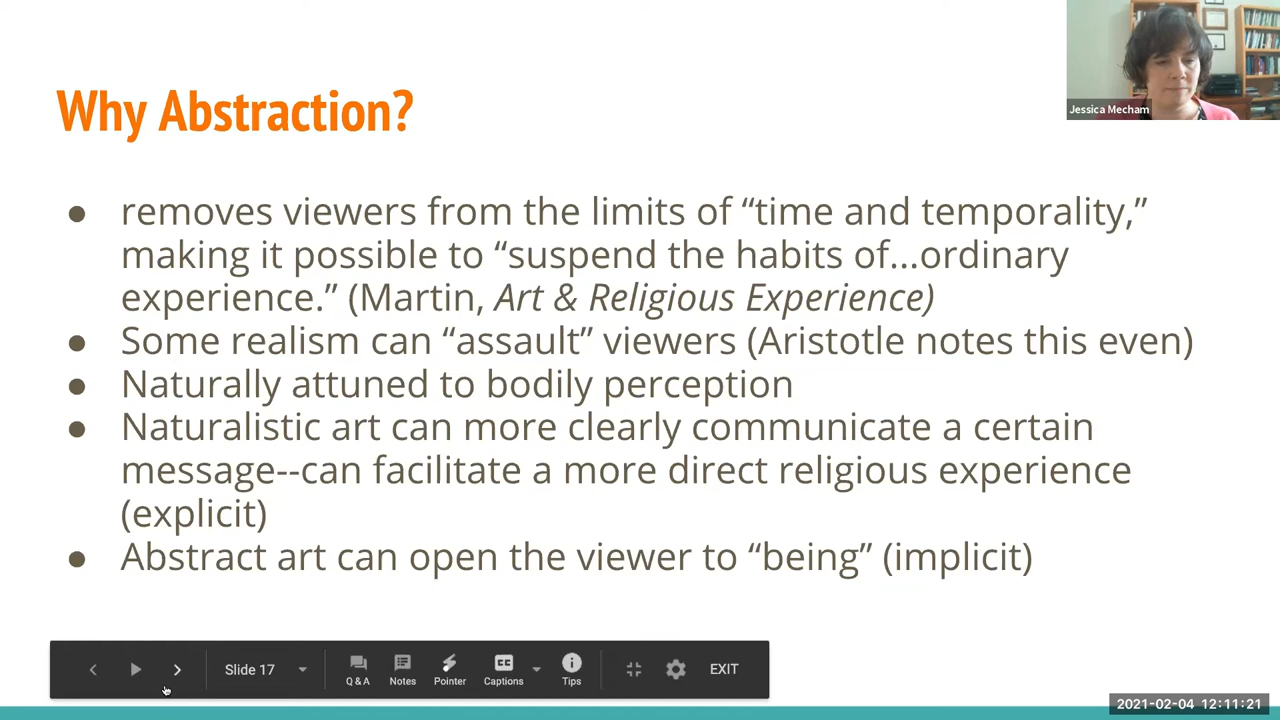 Jessica Mecham
Why Abstraction?
● removes viewers from the limits of “time and temporality,”
making it possible to “suspend the habits of...ordinary
experience.” (Martin, Art & Religious Experience)
● Some realism can “assault” viewers (Aristotle notes this even)
● Naturally attuned to bodily perception
● Naturalistic art can more clearly communicate a certain
message--can facilitate a more direct religious experience
(explicit)
● Abstract art can open the viewer to “being” (implicit)
Slide 17
Q & A
Notes
Pointer
CC
Captions
Tips
EXIT
2021-02-04 12:11:21